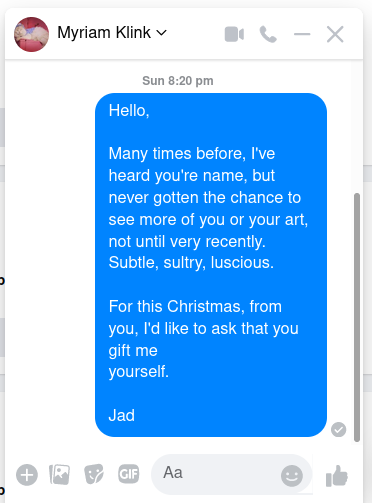 Myriam Klink
Sun 8:20 pm
Hello,
Many times before, I've
heard you're name, but
never gotten the chance to
see more of you or your art,
not until very recently.
Subtle, sultry, luscious.
For this Christmas, from
you, I'd like to ask that you
gift me
yourself.
Jad
GIF
Aa